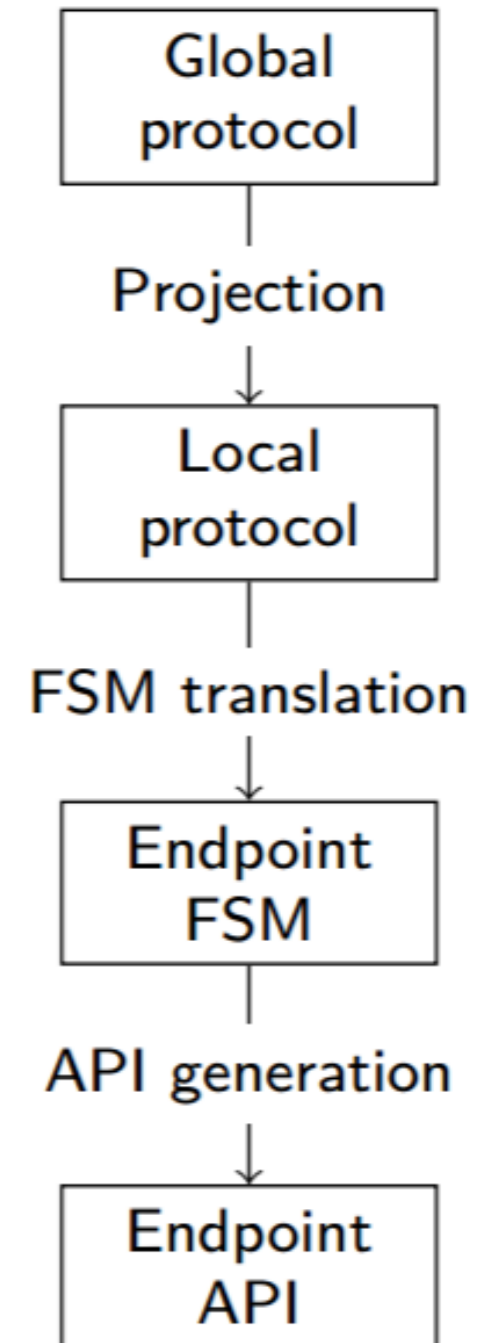 Global
protocol
Projection
Local
protocol
FSM translation
Endpoint
FSM
API generation
Endpoint
API